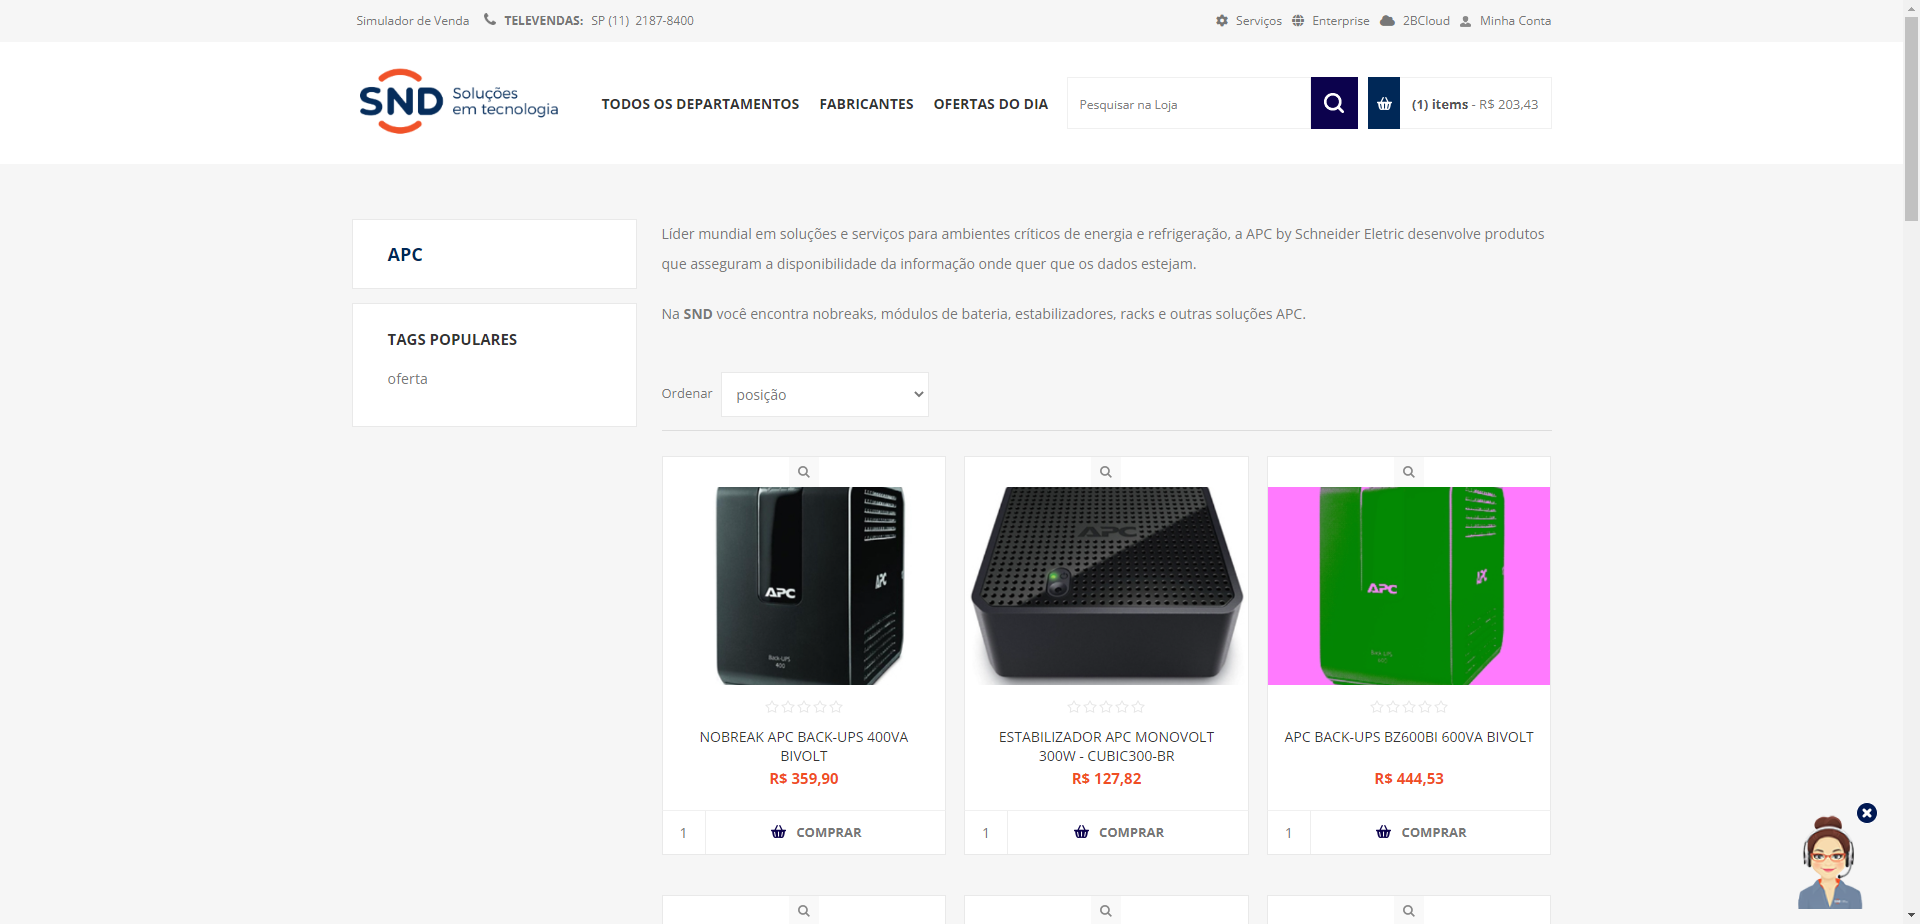 Simulador de Venda TELEVENDAS: SP (11) 2187-8400 Serviços Enterprise 2BCloud Minha Conta
SND Soluções
em tecnologia
TODOS OS DEPARTAMENTOS FABRICANTES OFERTAS DO DIA Pesquisar na Loja (1) items - R$ 203,43
APC
TAGS POPULARES
oferta
Líder mundial em soluções e serviços para ambientes críticos de energia e refrigeração, a APC by Schneider Eletric desenvolve produtos
que asseguram a disponibilidade da informação onde quer que os dados estejam.
Na SND você encontra nobreaks, módulos de bateria, estabilizadores, racks e outras soluções APC.
Ordenar posição
APC
APC
Back-UPS
400
NOBREAK APC BACK-UPS 400VA
BIVOLT
R$ 359,90
1 COMPRAR
APC
ESTABILIZADOR APC MONOVOLT
300W - CUBIC300-BR
R$ 127,82
1 COMPRAR
APC
APC
APC BACK-UPS BZ600BI 600VA BIVOLT
R$ 444,53
1 COMPRAR